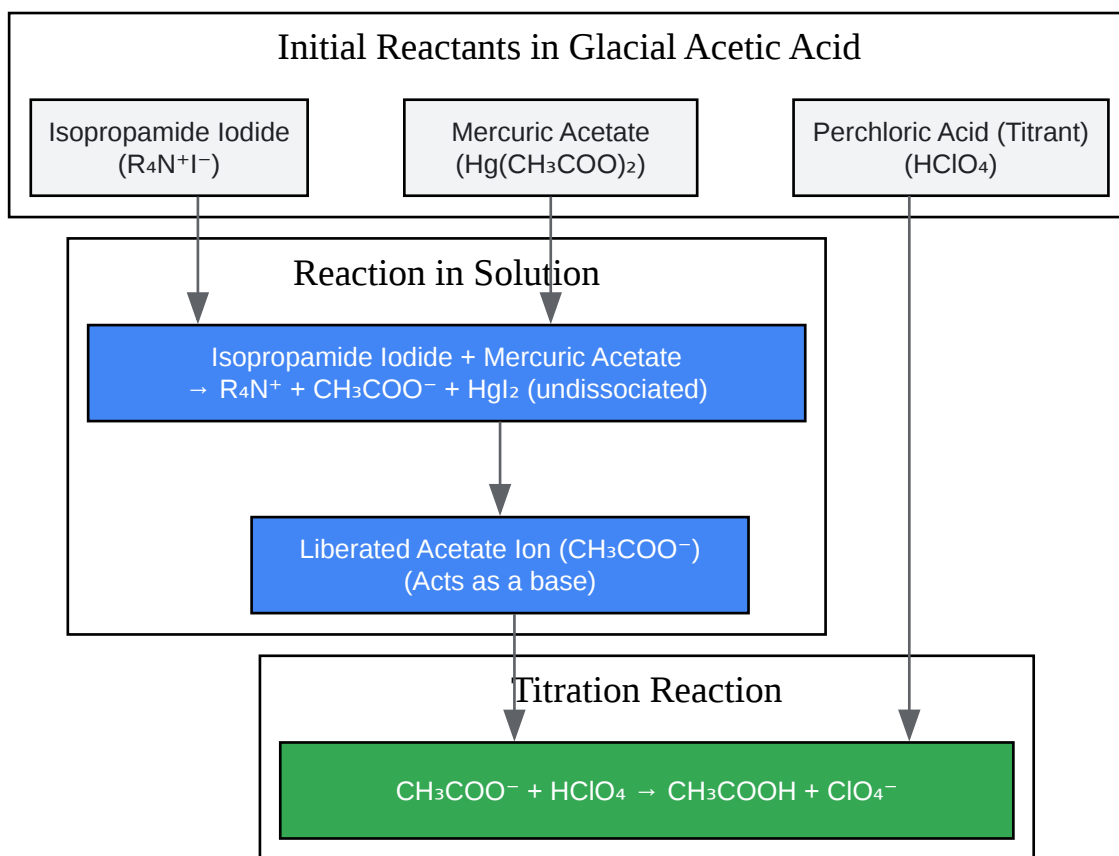 Initial Reactants in Glacial Acetic Acid
Isopropamide Iodide
(R₄N⁺I⁻)
Mercuric Acetate
(Hg(CH₃COO)₂)
Perchloric Acid (Titrant)
(HClO₄)
Reaction in Solution
Isopropamide Iodide + Mercuric Acetate
→ R₄N⁺ + CH₃COO⁻ + HgI₂ (undissociated)
Liberated Acetate Ion (CH₃COO⁻)
(Acts as a base)
Titration Reaction
CH₃COO⁻ + HClO₄ → CH₃COOH + ClO₄⁻